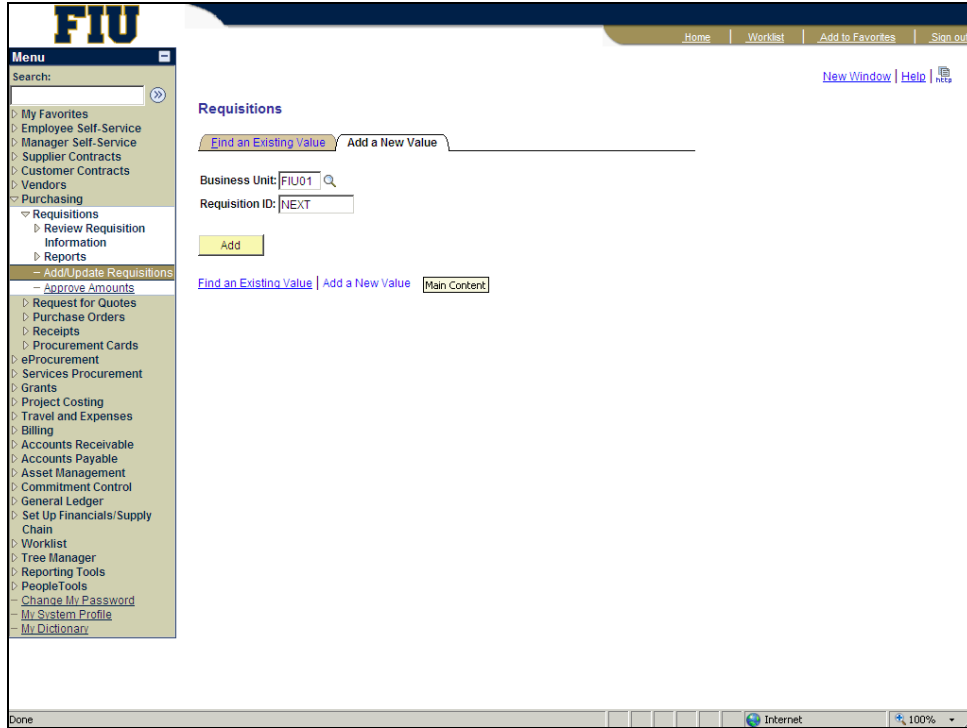 FIU
Home | Worklist | Add to Favorites | Sign out
Menu
New Window | Help | http
Search:
My Favorites
Employee Self-Service
Manager Self-Service
Supplier Contracts
Customer Contracts
Vendors
Purchasing
Requisitions
Review Requisition
Information
Reports
Add/Update Requisitions
Approve Amounts
Request for Quotes
Purchase Orders
Receipts
Procurement Cards
eProcurement
Services Procurement
Grants
Project Costing
Travel and Expenses
Billing
Accounts Receivable
Accounts Payable
Asset Management
Commitment Control
General Ledger
Set Up Financials/Supply
Chain
Worklist
Tree Manager
Reporting Tools
PeopleTools
Change My Password
My System Profile
My Dictionary
Requisitions
Find an Existing Value Add a New Value
Business Unit: FIU01
Requisition ID: NEXT
Add
Find an Existing Value | Add a New Value Main Content
Done Internet 100%